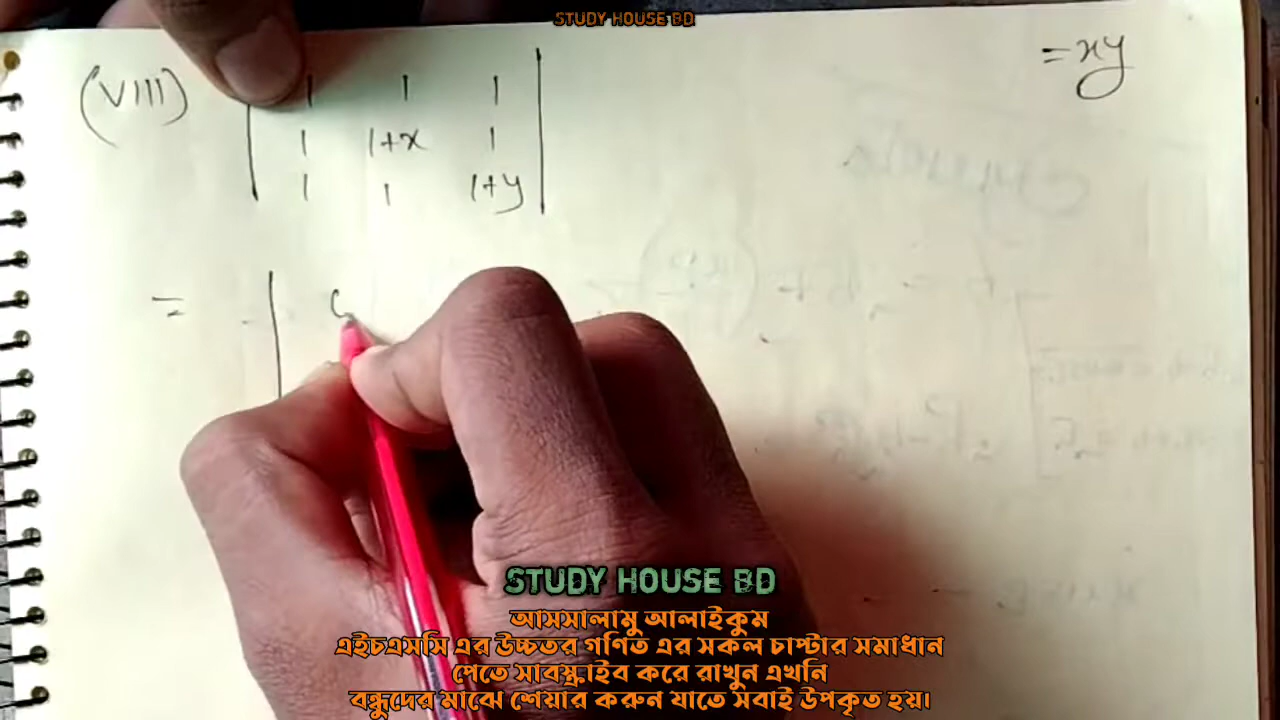 STUDY HOUSE BD
= xy
(VIII) | 1 1 1 |
| 1 1+x 1 |
| 1 1 1+y |
= |
STUDY HOUSE BD
আসসালামু আলাইকুম
এইচএসসি এর উচ্চতর গণিত এর সকল চাপ্টার সমাধান
পেতে সাবস্ক্রাইব করে রাখুন এখনি
বন্ধুদের মাঝে শেয়ার করুন যাতে সবাই উপকৃত হয়।